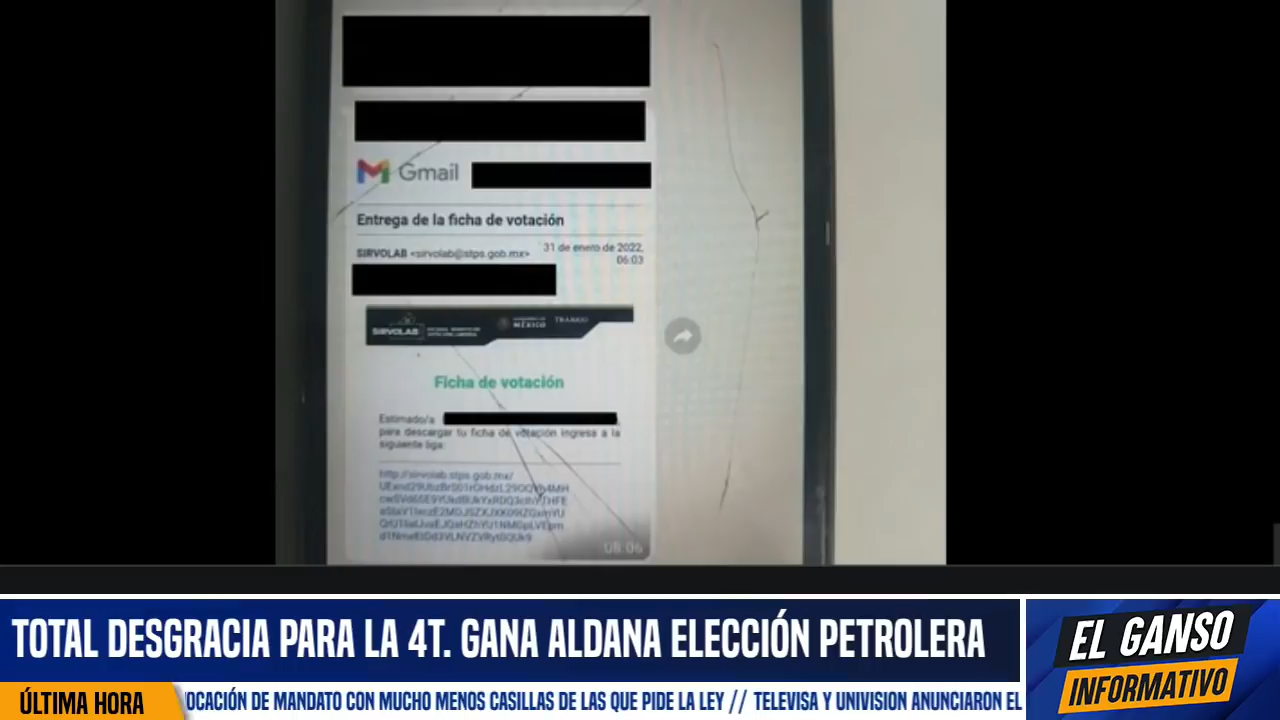 Gmail
Entrega de la ficha de votación
31 de enero de 2022,
SIRVOLAB <sirvolab@stps.gob.mx>
06:03
SIRVOLAB
MÉXICO
TRABAJO
Ficha de votación
Estimado/a
para descargar tu ficha de votación ingresa a la
siguiente liga:
http://sirvolab.stps.gob.mx/
08:06
TOTAL DESGRACIA PARA LA 4T. GANA ALDANA ELECCIÓN PETROLERA
EL GANSO
INFORMATIVO
ÚLTIMA HORA
OCACIÓN DE MANDATO CON MUCHO MENOS CASILLAS DE LAS QUE PIDE LA LEY // TELEVISA Y UNIVISION ANUNCIARON EL